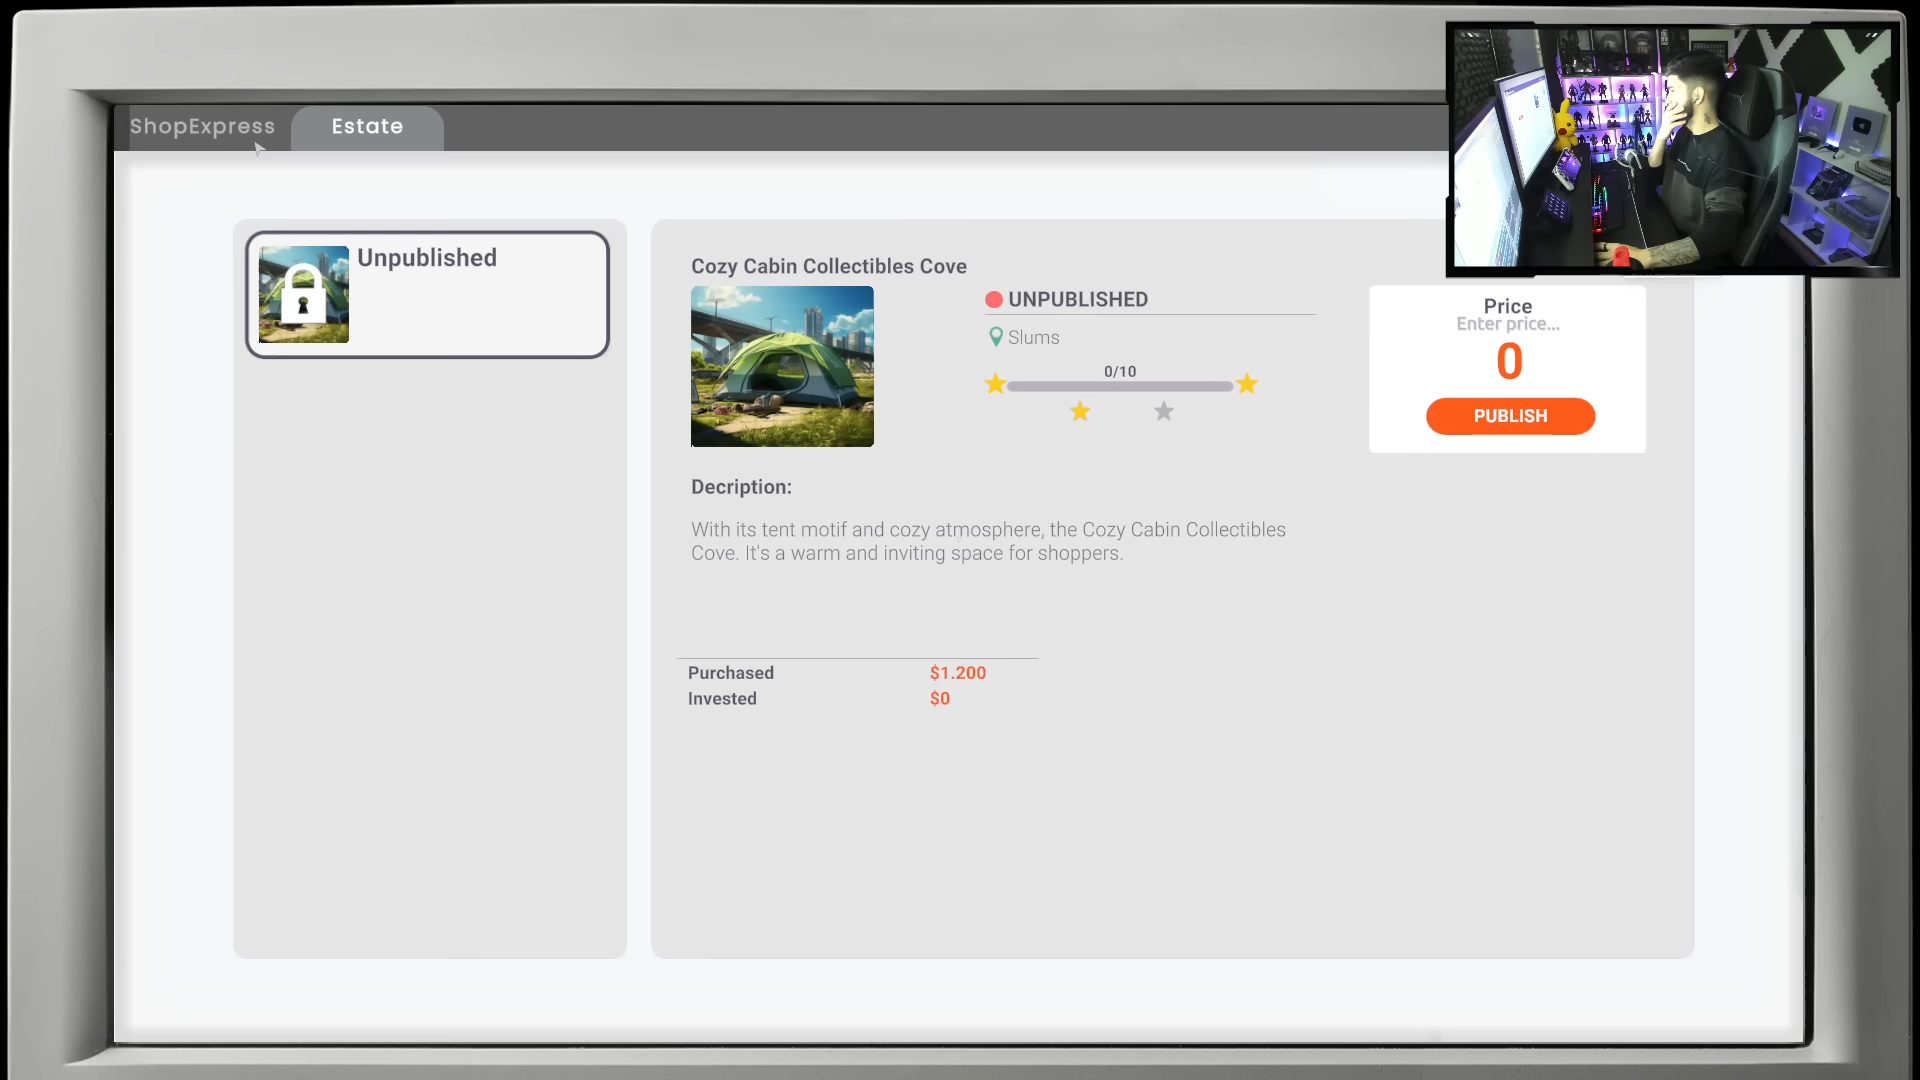 ShopExpress
Estate
Unpublished
Cozy Cabin Collectibles Cove
UNPUBLISHED
Slums
0/10
Price
Enter price...
0
PUBLISH
Decription:
With its tent motif and cozy atmosphere, the Cozy Cabin Collectibles
Cove. It's a warm and inviting space for shoppers.
Purchased $1.200
Invested $0